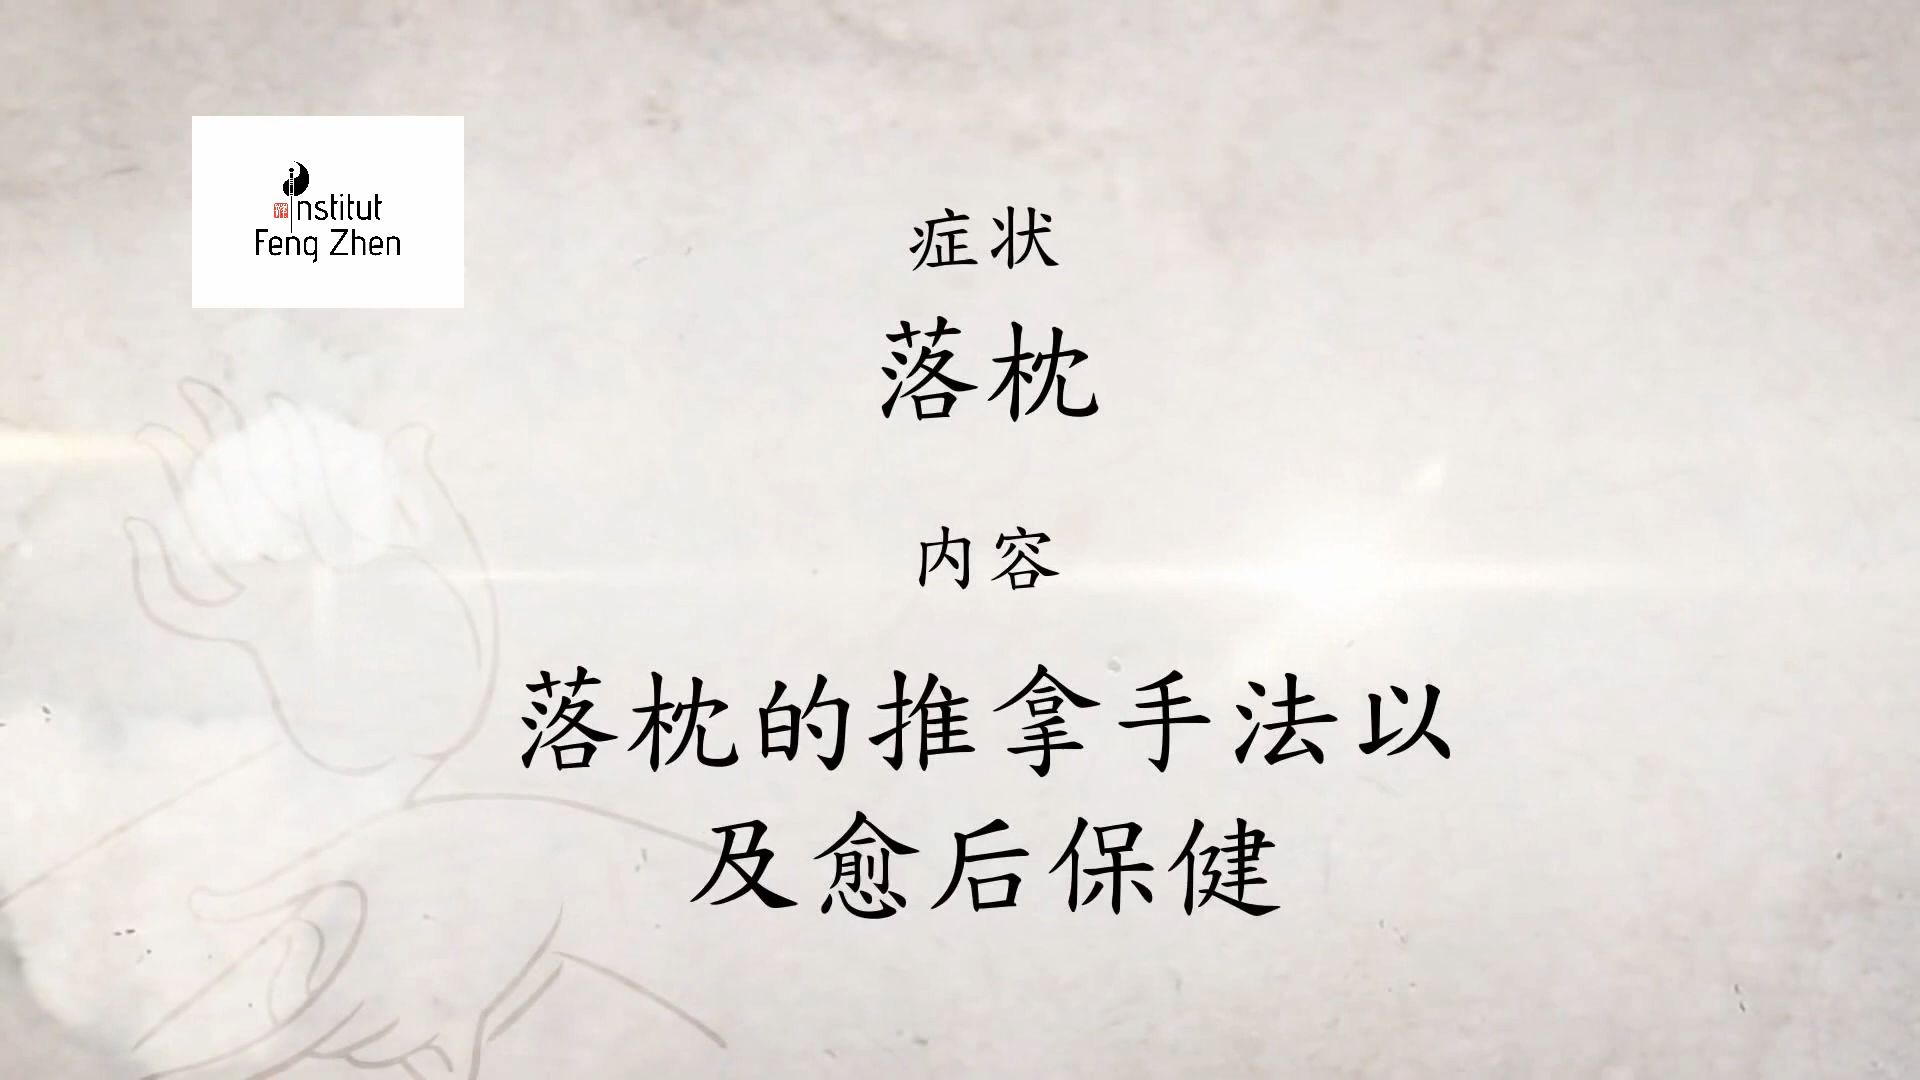 institut
Feng Zhen
症状
落枕
内容
落枕的推拿手法以
及愈后保健